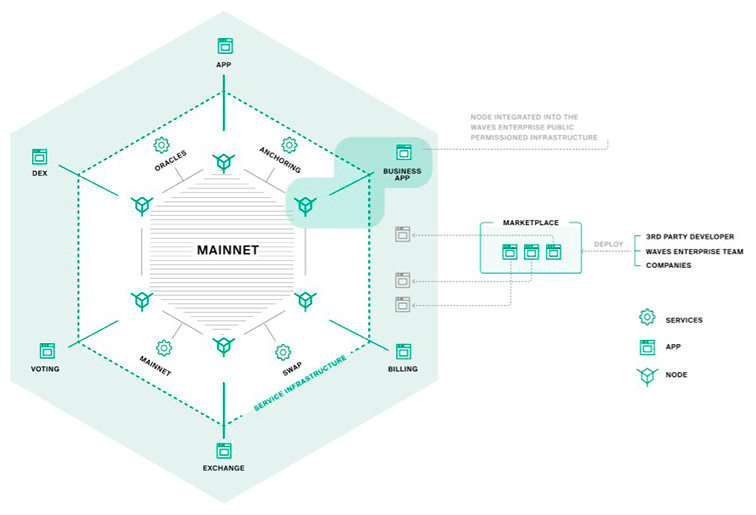 APP
NODE INTEGRATED INTO THE
WAVES ENTERPRISE PUBLIC
PERMISSIONED INFRASTRUCTURE
ORACLES
ANCHORING
DEX
BUSINESS
APP
MARKETPLACE
MAINNET
DEPLOY
3RD PARTY DEVELOPER
WAVES ENTERPRISE TEAM
COMPANIES
SERVICES
APP
NODE
MAINNET
SWAP
SERVICE INFRASTRUCTURE
VOTING
BILLING
EXCHANGE